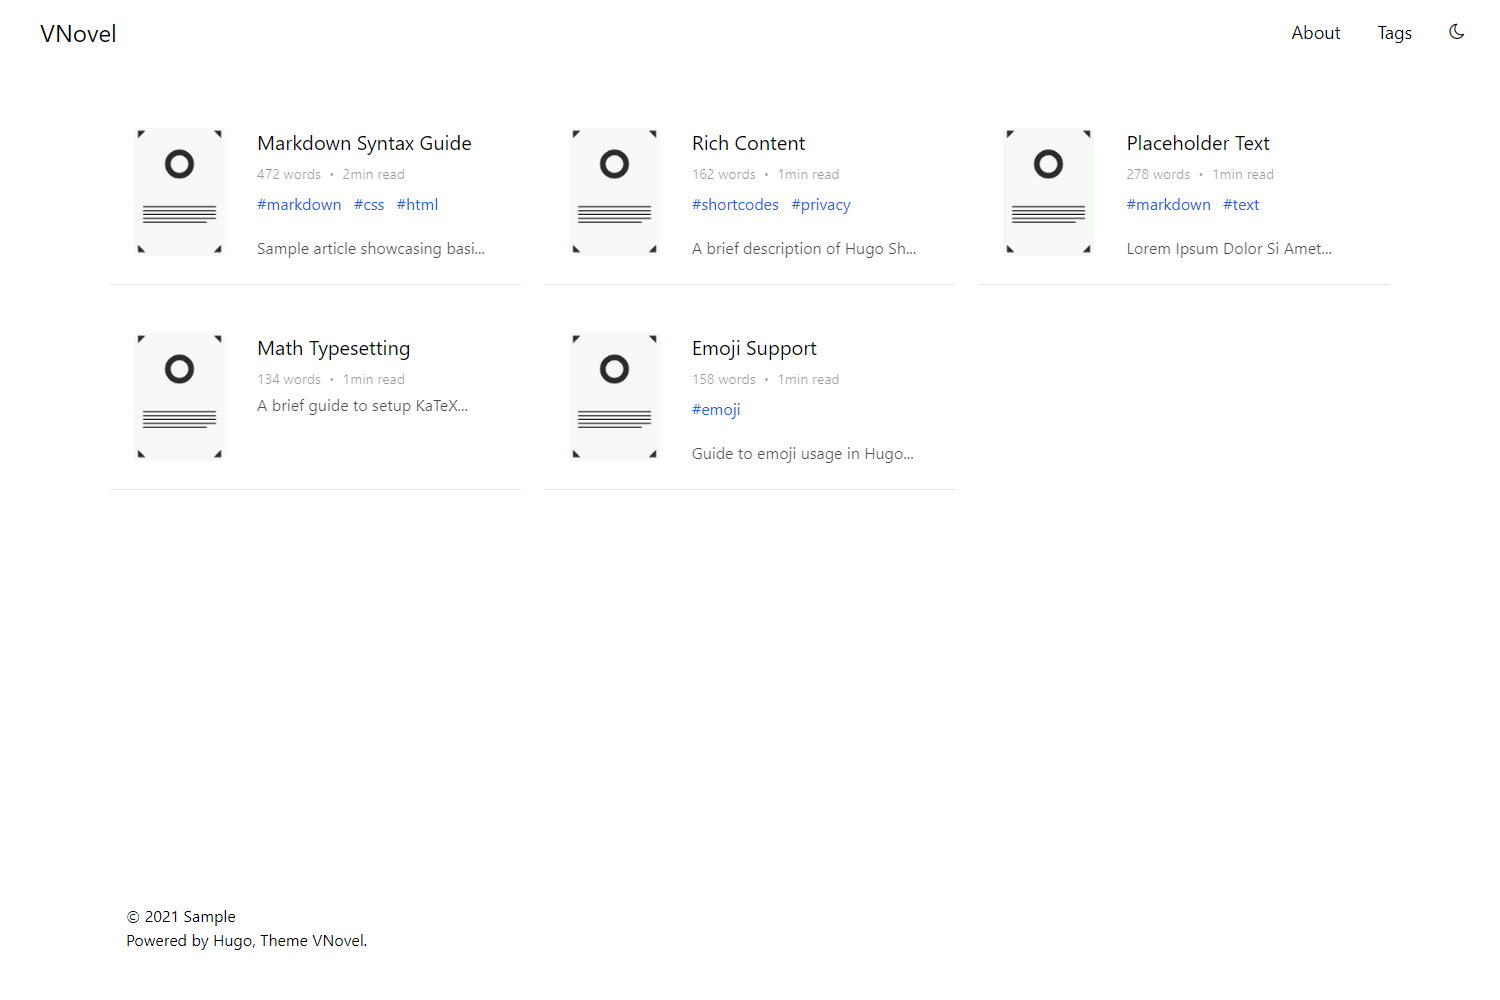 VNovel
About
Tags
Markdown Syntax Guide
472 words • 2min read
#markdown #css #html
Sample article showcasing basi...
Rich Content
162 words • 1min read
#shortcodes #privacy
A brief description of Hugo Sh...
Placeholder Text
278 words • 1min read
#markdown #text
Lorem Ipsum Dolor Si Amet...
Math Typesetting
134 words • 1min read
A brief guide to setup KaTeX...
Emoji Support
158 words • 1min read
#emoji
Guide to emoji usage in Hugo...
© 2021 Sample
Powered by Hugo, Theme VNovel.